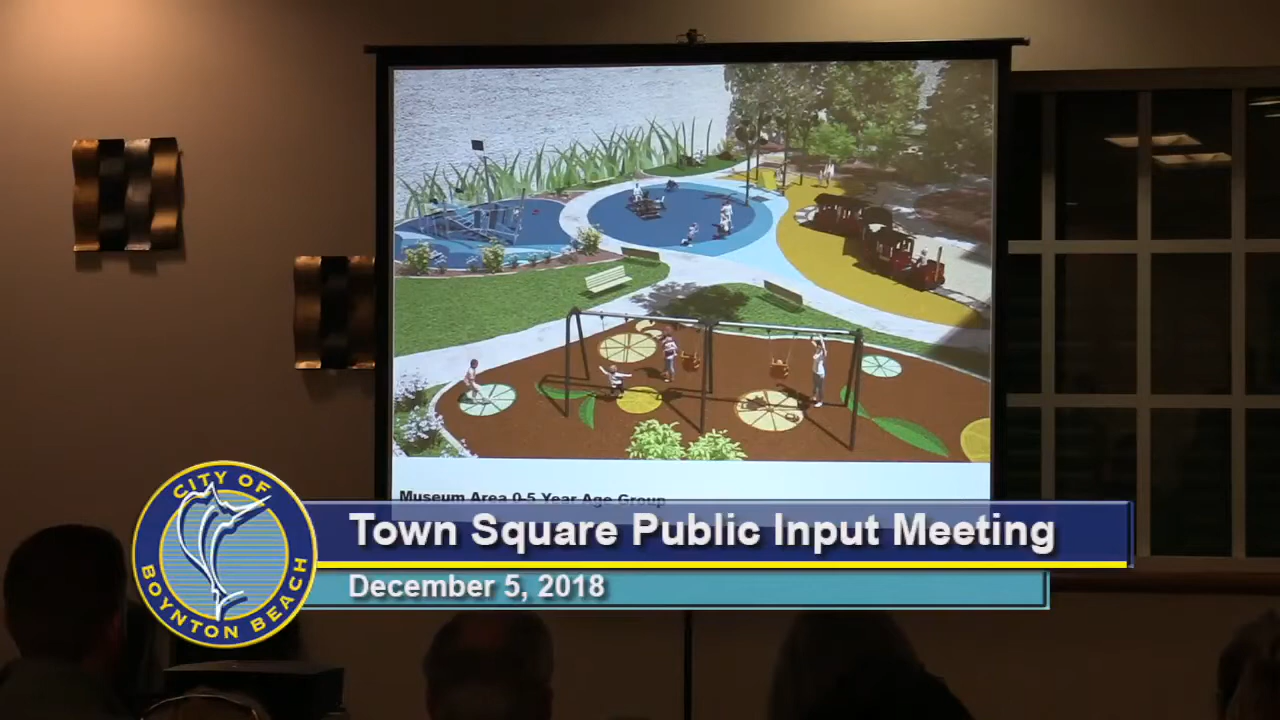 Museum Area 0-5 Year Age Group
CITY OF
BOYNTON BEACH
Town Square Public Input Meeting
December 5, 2018